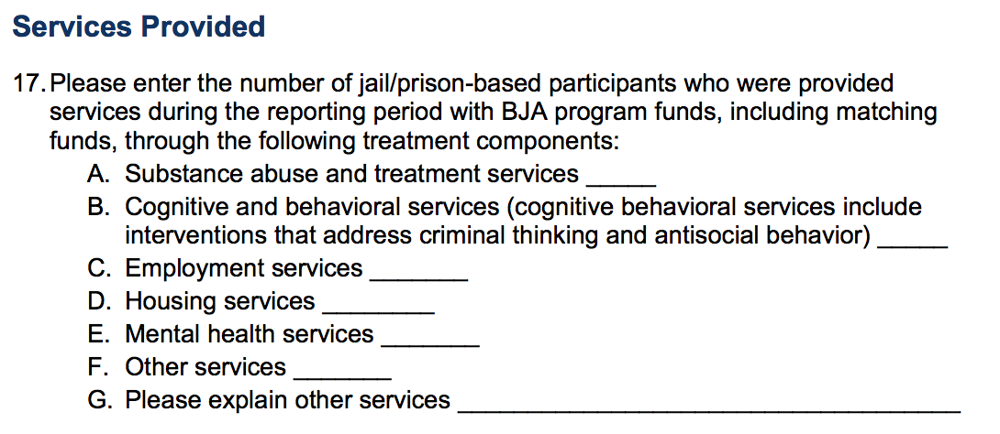 Services Provided
17. Please enter the number of jail/prison-based participants who were provided
services during the reporting period with BJA program funds, including matching
funds, through the following treatment components:
A. Substance abuse and treatment services _____
B. Cognitive and behavioral services (cognitive behavioral services include
interventions that address criminal thinking and antisocial behavior) _____
C. Employment services _______
D. Housing services ________
E. Mental health services _______
F. Other services _______
G. Please explain other services ____________________________________